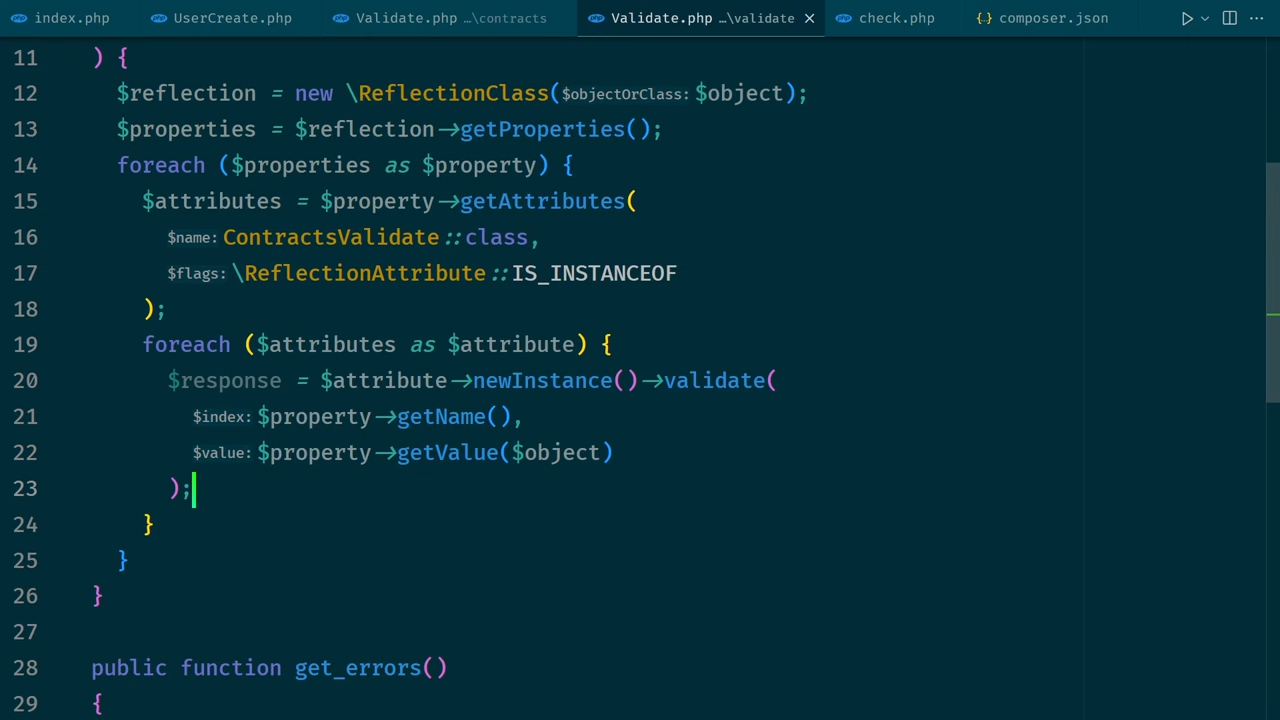 index.php UserCreate.php Validate.php ...\contracts Validate.php ...\validate check.php {..} composer.json ...
11 ) {
12 $reflection = new \ReflectionClass($objectOrClass: $object);
13 $properties = $reflection->getProperties();
14 foreach ($properties as $property) {
15 $attributes = $property->getAttributes(
16 $name: ContractsValidate::class,
17 $flags: \ReflectionAttribute::IS_INSTANCEOF
18 );
19 foreach ($attributes as $attribute) {
20 $response = $attribute->newInstance()->validate(
21 $index: $property->getName(),
22 $value: $property->getValue($object)
23 );
24 }
25 }
26 }
27
28 public function get_errors()
29 {